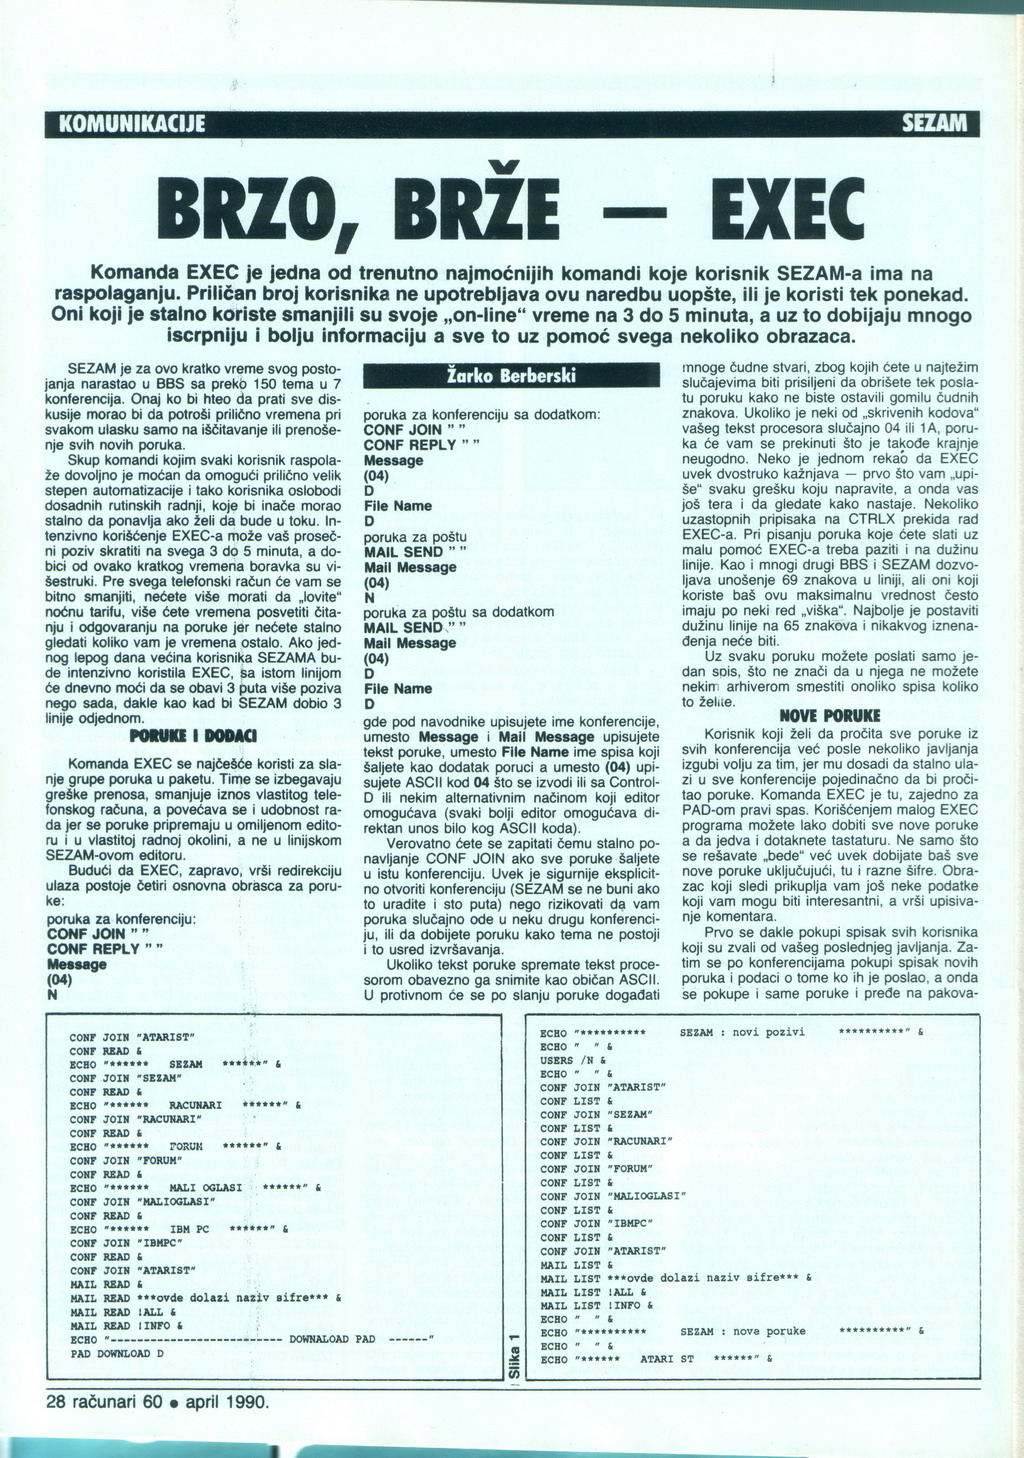 KOMUNIKACIJE
SEZAM
BRZO, BRŽE — EXEC
Komanda EXEC je jedna od trenutno najmoćnijih komandi koje korisnik SEZAM-a ima na
raspolaganju. Priličan broj korisnika ne upotrebljava ovu naredbu uopšte, ili je koristi tek ponekad.
Oni koji je stalno koriste smanjili su svoje „on-line“ vreme na 3 do 5 minuta, a uz to dobijaju mnogo
iscrpniju i bolju informaciju a sve to uz pomoć svega nekoliko obrazaca.
SEZAM je za ovo kratko vreme svog posto-
janja narastao u BBS sa preko 150 tema u 7
konferencija. Onaj ko bi hteo da prati sve dis-
kusije morao bi da potroši prilično vremena pri
svakom ulasku samo na iščitavanje ili prenoše-
nje svih novih poruka.
Skup komandi kojim svaki korisnik raspola-
že dovoljno je moćan da omogući prilično velik
stepen automatizacije i tako korisnika oslobodi
dosadnih rutinskih radnji, koje bi inače morao
stalno da ponavlja ako želi da bude u toku. In-
tenzivno korišćenje EXEC-a može vaš proseč-
ni poziv skratiti na svega 3 do 5 minuta, a do-
bici od ovako kratkog vremena boravka su vi-
šestruki. Pre svega telefonski račun će vam se
bitno smanjiti, nećete više morati da „lovite“
noćnu tarifu, više ćete vremena posvetiti čita-
nju i odgovaranju na poruke jer nećete stalno
gledati koliko vam je vremena ostalo. Ako jed-
nog lepog dana većina korisnika SEZAMA bu-
de intenzivno koristila EXEC, sa istom linijom
će dnevno moći da se obavi 3 puta više poziva
nego sada, dakle kao kad bi SEZAM dobio 3
linije odjednom.
PORUKE I DODACI
Komanda EXEC se najčešće koristi za sla-
nje grupe poruka u paketu. Time se izbegavaju
greške prenosa, smanjuje iznos vlastitog tele-
fonskog računa, a povećava se i udobnost ra-
da jer se poruke pripremaju u omiljenom edito-
ru i u vlastitoj radnoj okolini, a ne u linijskom
SEZAM-ovom editoru.
Budući da EXEC, zapravo, vrši redirekciju
ulaza postoje četiri osnovna obrasca za poru-
ke:
poruka za konferenciju:
CONF JOIN ” ”
CONF REPLY ” ”
Message
(04)
N
Žarko Berberski
poruka za konferenciju sa dodatkom:
CONF JOIN ” ”
CONF REPLY ” ”
Message
(04)
D
File Name
D
poruka za poštu
MAIL SEND ” ”
Mail Message
(04)
N
poruka za poštu sa dodatkom
MAIL SEND ” ”
Mail Message
(04)
D
File Name
D
gde pod navodnike upisujete ime konferencije,
umesto Message i Mail Message upisujete
tekst poruke, umesto File Name ime spisa koji
šaljete kao dodatak poruci a umesto (04) upi-
sujete ASCII kod 04 što se izvodi ili sa Control-
D ili nekim alternativnim načinom koji editor
omogućava (svaki bolji editor omogućava di-
rektan unos bilo kog ASCII koda).
Verovatno ćete se zapitati čemu stalno po-
navljanje CONF JOIN ako sve poruke šaljete
u istu konferenciju. Uvek je sigurnije eksplicit-
no otvoriti konferenciju (SEZAM se ne buni ako
to uradite i sto puta) nego rizikovati da vam
poruka slučajno ode u neku drugu konferenci-
ju, ili da dobijete poruku kako tema ne postoji
i to usred izvršavanja.
Ukoliko tekst poruke spremate tekst proce-
sorom obavezno ga snimite kao običan ASCII.
U protivnom će se po slanju poruke događati
mnoge čudne stvari, zbog kojih ćete u najtežim
slučajevima biti prisiljeni da obrišete tek posla-
tu poruku kako ne biste ostavili gomilu čudnih
znakova. Ukoliko je neki od „skrivenih kodova“
vašeg tekst procesora slučajno 04 ili 1A, poru-
ka će vam se prekinuti što je takođe krajnje
neugodno. Neko je jednom rekao da EXEC
uvek dvostruko kažnjava — prvo što vam „upi-
še“ svaku grešku koju napravite, a onda vas
još tera i da gledate kako nastaje. Nekoliko
uzastopnih pripisaka na CTRLX prekida rad
EXEC-a. Pri pisanju poruka koje ćete slati uz
malu pomoć EXEC-a treba paziti i na dužinu
linije. Kao i mnogi drugi BBS i SEZAM dozvo-
ljava unošenje 69 znakova u liniji, ali oni koji
koriste baš ovu maksimalnu vrednost često
imaju po neki red „viška“. Najbolje je postaviti
dužinu linije na 65 znakova i nikakvog iznena-
đenja neće biti.
Uz svaku poruku možete poslati samo je-
dan spis, što ne znači da u njega ne možete
nekim arhiverom smestiti onoliko spisa koliko
to želite.
NOVE PORUKE
Korisnik koji želi da pročita sve poruke iz
svih konferencija već posle nekoliko javljanja
izgubi volju za tim, jer mu dosadi da stalno ula-
zi u sve konferencije pojedinačno da bi proči-
tao poruke. Komanda EXEC je tu, zajedno za
PAD-om pravi spas. Korišćenjem malog EXEC
programa možete lako dobiti sve nove poruke
a da jedva i dotaknete tastaturu. Ne samo što
se rešavate „bede“ već uvek dobijate baš sve
nove poruke uključujući, tu i razne šifre. Obra-
zac koji sledi prikuplja vam još neke podatke
koji vam mogu biti interesantni, a vrši upisiva-
nje komentara.
Prvo se dakle pokupi spisak svih korisnika
koji su zvali od vašeg poslednjeg javljanja. Za-
tim se po konferencijama pokupi spisak novih
poruka i podaci o tome ko ih je poslao, a onda
se pokupe i same poruke i pređe na pakova-
CONF JOIN "ATARIST"
CONF READ &
ECHO "****** SEZAM ******" &
CONF JOIN "SEZAM"
CONF READ &
ECHO "****** RACUNARI ******" &
CONF JOIN "RACUNARI"
CONF READ &
ECHO "****** FORUM ******" &
CONF JOIN "FORUM"
CONF READ &
ECHO "****** MALI OGLASI ******" &
CONF JOIN "MALIOGLASI"
CONF READ &
ECHO "****** IBM PC ******" &
CONF JOIN "IBMPC"
CONF READ &
CONF JOIN "ATARIST"
MAIL READ &
MAIL READ ***ovde dolazi naziv sifre*** &
MAIL READ !ALL &
MAIL READ !INFO &
ECHO "-------------------------- DOWNALOAD PAD ------"
PAD DOWNLOAD D
Slika 1
ECHO "********** SEZAM : novi pozivi **********" &
ECHO " " &
USERS /N &
ECHO " " &
CONF JOIN "ATARIST"
CONF LIST &
CONF JOIN "SEZAM"
CONF LIST &
CONF JOIN "RACUNARI"
CONF LIST &
CONF JOIN "FORUM"
CONF LIST &
CONF JOIN "MALIOGLASI"
CONF LIST &
CONF JOIN "IBMPC"
CONF LIST &
CONF JOIN "ATARIST"
MAIL LIST &
MAIL LIST ***ovde dolazi naziv sifre*** &
MAIL LIST !ALL &
MAIL LIST !INFO &
ECHO " " &
ECHO "********** SEZAM : nove poruke **********" &
ECHO " " &
ECHO "****** ATARI ST ******" &
28 računari 60 • april 1990.